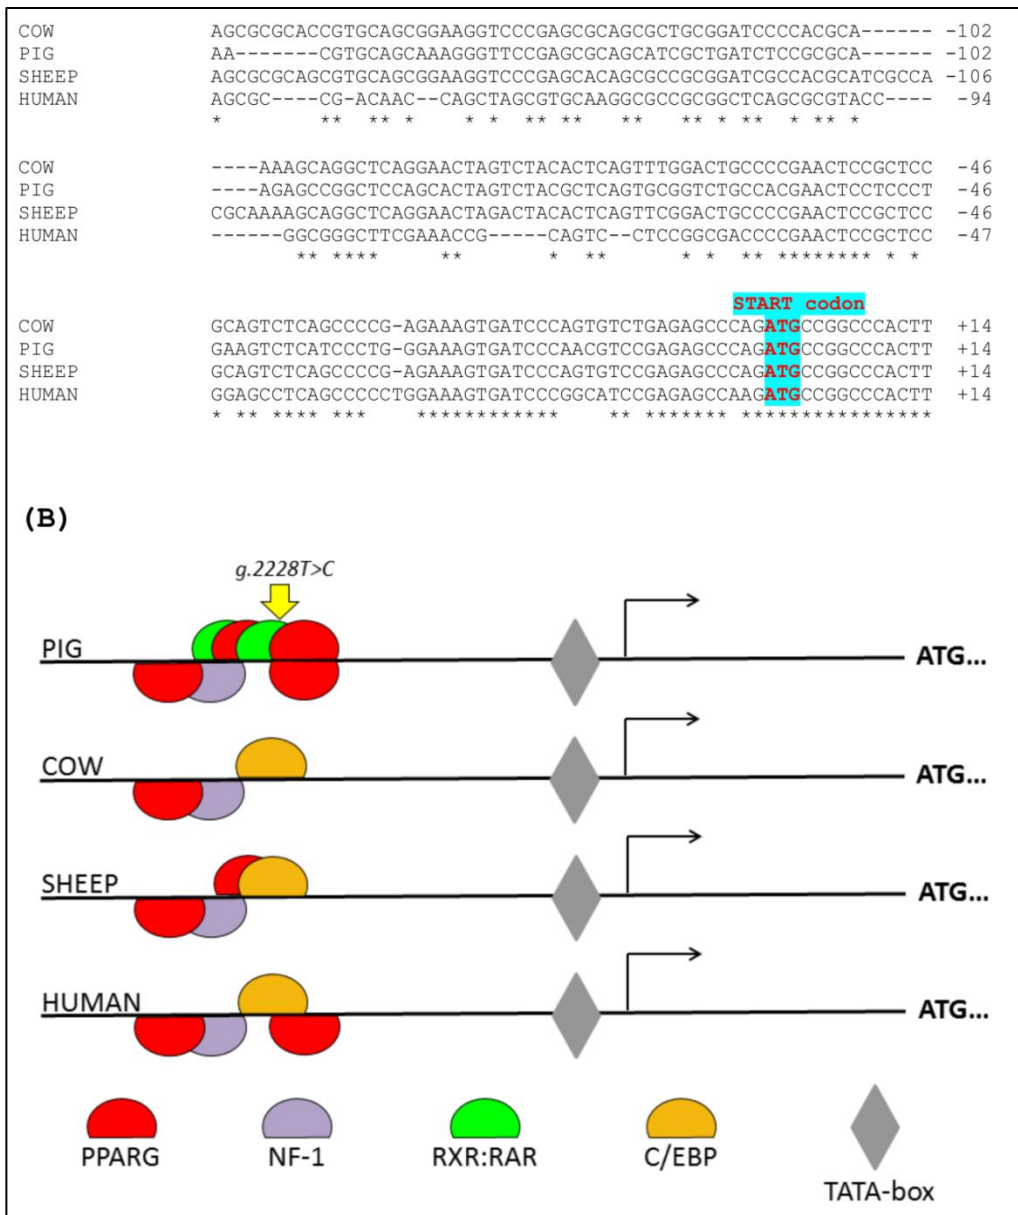 COW AGCGCGCACCGTGCAGCGGAAGGTCCCGAGCGCAGCGCTGCGGATCCCCACGCA------ -102
PIG AA-------CGTGCAGCAAAGGGTTCCGAGCGCAGCATCGCTGATCTCCGCGCA------ -102
SHEEP AGCGCGCAGCGTGCAGCGGAAGGTCCCGAGCACAGCGCCGCGGATCGCCACGCATCGCCA -106
HUMAN AGCGC----CG-ACAAC--CAGCTAGCGTGCAAGGCGCCGCGGCTCAGCGCGTACC---- -94
* ** ** * * * ** ** ** ** * ** * ** *
COW ----AAAGCAGGCTCAGGAACTAGTCTACACTCAGTTTGGACTGCCCCGAACTCCGCTCC -46
PIG ----AGAGCCGGCTCCAGCACTAGTCTACGCTCAGTGCGGTCTGCCACGAACTCCTCCCT -46
SHEEP CGCAAAAGCAGGCTCAGGAACTAGACTACACTCAGTTCGGACTGCCCCGAACTCCGCTCC -46
HUMAN ------GGCGGGCTTCGAAACCG-----CAGTC--CTCCGGCGACCCCGAACTCCGCTCC -47
** **** ** * ** * * ** ******** * *
START codon
COW GCAGTCTCAGCCCCG-AGAAAGTGATCCCAGTGTCTGAGAGCCCAGATGCCGGCCCACTT +14
PIG GAAGTCTCATCCCTG-GGAAAGTGATCCCAACGTCCGAGAGCCCAGATGCCGGCCCACTT +14
SHEEP GCAGTCTCAGCCCCG-AGAAAGTGATCCCAGTGTCCGAGAGCCCAGATGCCGGCCCACTT +14
HUMAN GGAGCCTCAGCCCCCTGGAAAGTGATCCCGGCATCCGAGAGCCAAGATGCCGGCCCACTT +14
* ** **** *** ************ ** ******* ****************
(B)
g.2228T>C
PIG ATG...
COW ATG...
SHEEP ATG...
HUMAN ATG...
PPARG NF-1 RXR:RAR C/EBP
TATA-box